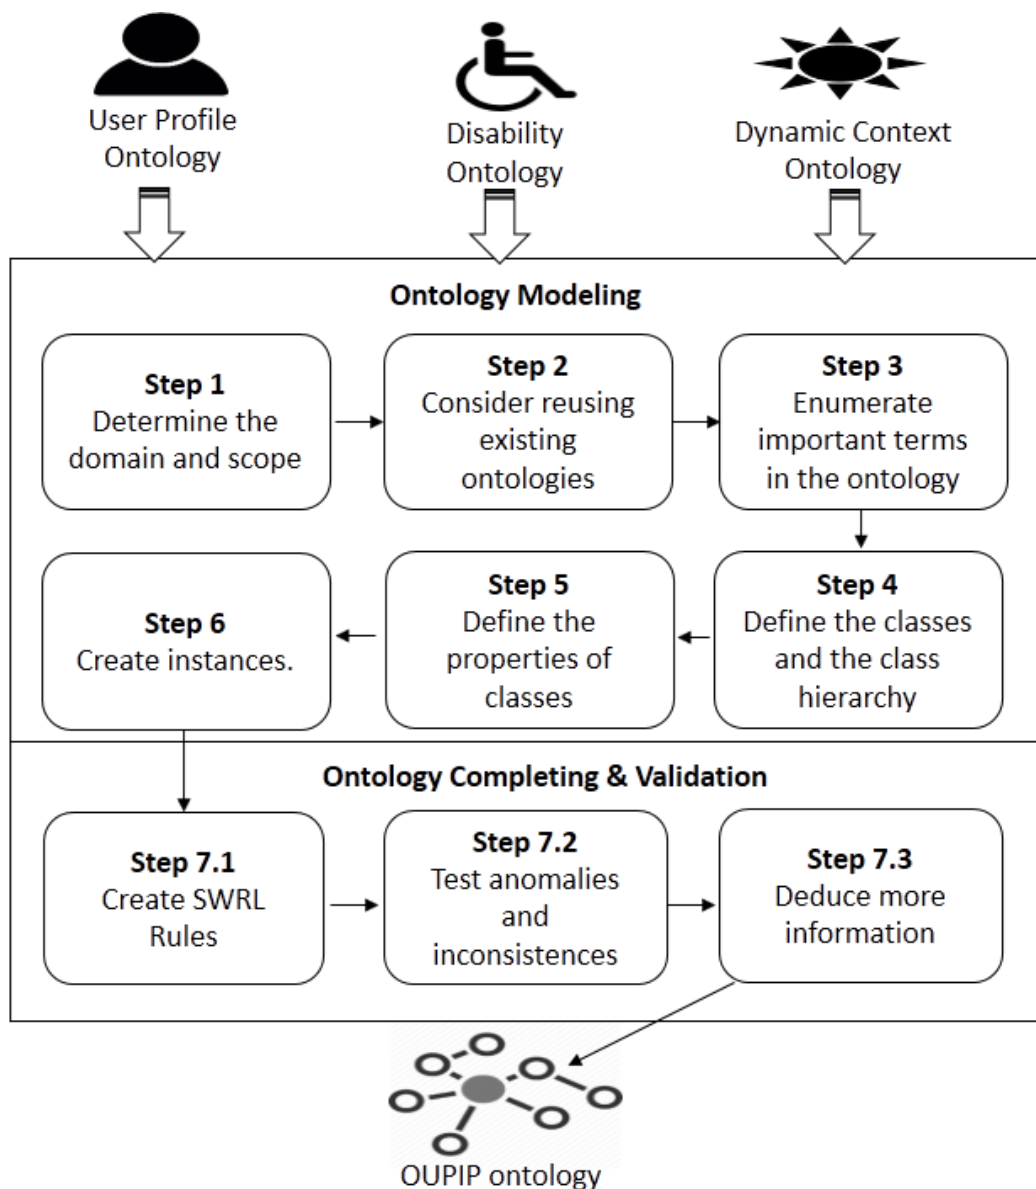 User Profile
Ontology
Disability
Ontology
Dynamic Context
Ontology
Ontology Modeling
Step 1
Determine the
domain and scope
Step 2
Consider reusing
existing
ontologies
Step 3
Enumerate
important terms
in the ontology
Step 4
Define the classes
and the class
hierarchy
Step 5
Define the
properties of
classes
Step 6
Create instances.
Ontology Completing & Validation
Step 7.1
Create SWRL
Rules
Step 7.2
Test anomalies
and
inconsistences
Step 7.3
Deduce more
information
OUPIP ontology